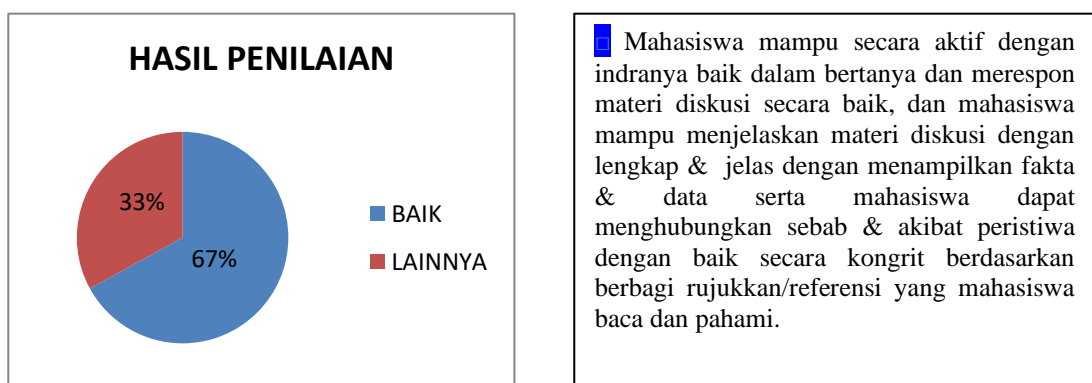 HASIL PENILAIAN
33%
67%
BAIK
LAINNYA
Mahasiswa mampu secara aktif dengan
indranya baik dalam bertanya dan merespon
materi diskusi secara baik, dan mahasiswa
mampu menjelaskan materi diskusi dengan
lengkap & jelas dengan menampilkan fakta
& data serta mahasiswa dapat
menghubungkan sebab & akibat peristiwa
dengan baik secara kongrit berdasarkan
berbagi rujukkan/referensi yang mahasiswa
baca dan pahami.